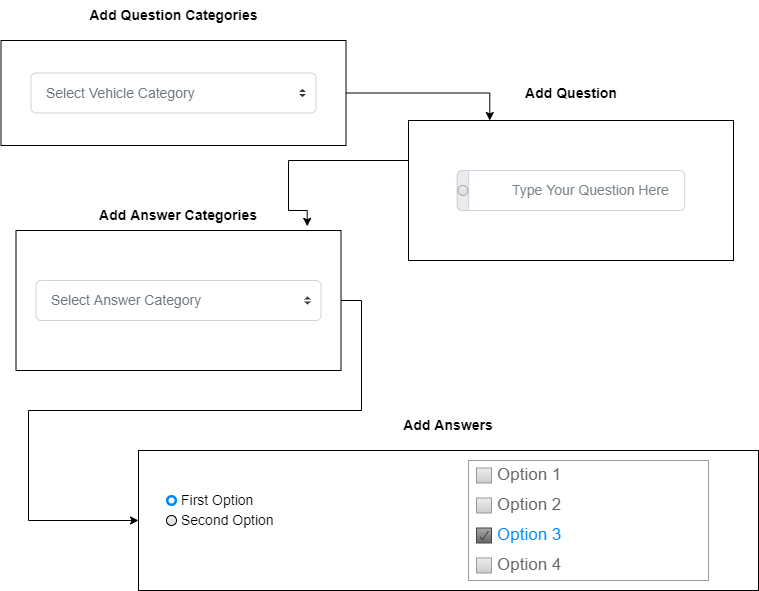 Add Question Categories
Select Vehicle Category
Add Question
Type Your Question Here
Add Answer Categories
Select Answer Category
Add Answers
First Option
Second Option
Option 1
Option 2
Option 3
Option 4